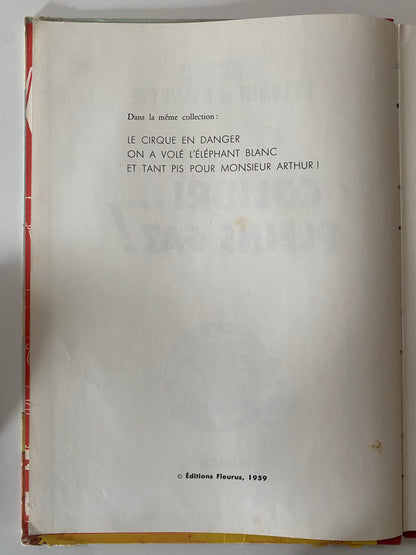 Dans la même collection :
LE CIRQUE EN DANGER
ON A VOLÉ L'ÉLÉPHANT BLANC
ET TANT PIS POUR MONSIEUR ARTHUR !
© Éditions Fleurus, 1959